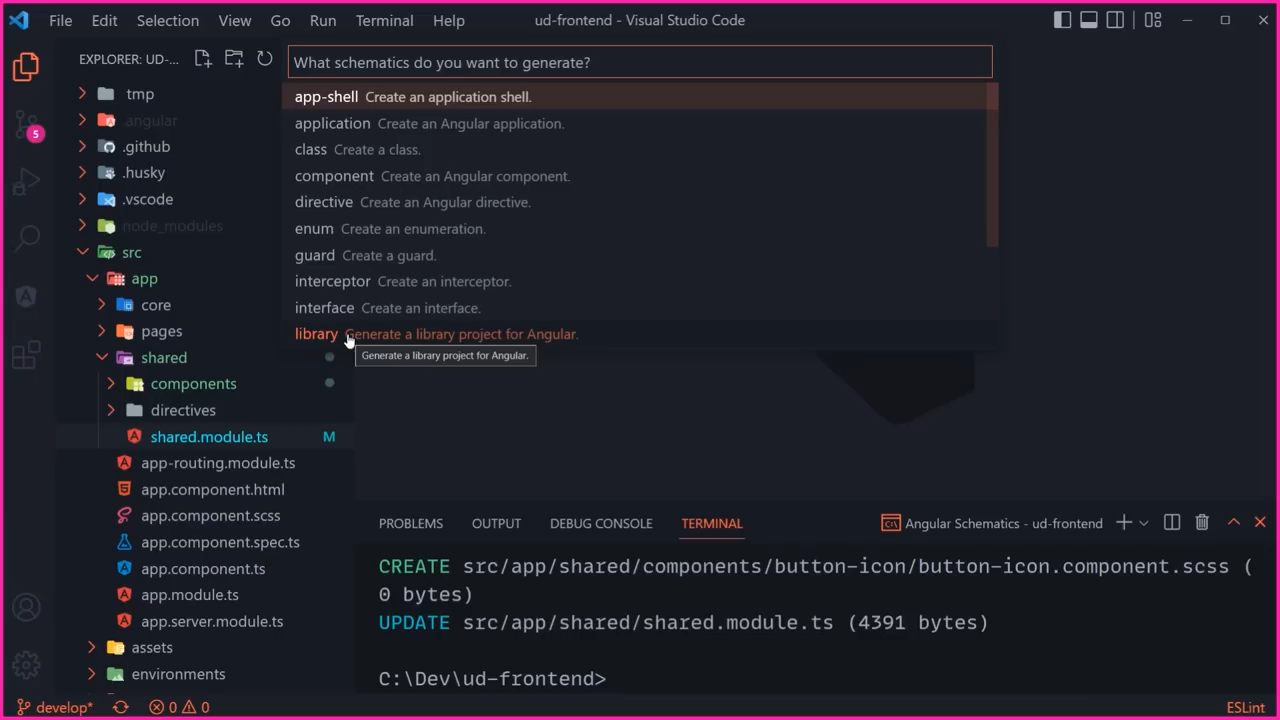 File Edit Selection View Go Run Terminal Help ud-frontend - Visual Studio Code
EXPLORER: UD-...
What schematics do you want to generate?
app-shell Create an application shell.
application Create an Angular application.
class Create a class.
component Create an Angular component.
directive Create an Angular directive.
enum Create an enumeration.
guard Create a guard.
interceptor Create an interceptor.
interface Create an interface.
library Generate a library project for Angular.
Generate a library project for Angular.
5
tmp
.angular
.github
.husky
.vscode
node_modules
src
app
core
pages
shared
components
directives
shared.module.ts M
app-routing.module.ts
app.component.html
app.component.scss
app.component.spec.ts
app.component.ts
app.module.ts
app.server.module.ts
assets
environments
PROBLEMS OUTPUT DEBUG CONSOLE TERMINAL Angular Schematics - ud-frontend
CREATE src/app/shared/components/button-icon/button-icon.component.scss (
0 bytes)
UPDATE src/app/shared/shared.module.ts (4391 bytes)
C:\Dev\ud-frontend>
develop* 0 0 ESLint